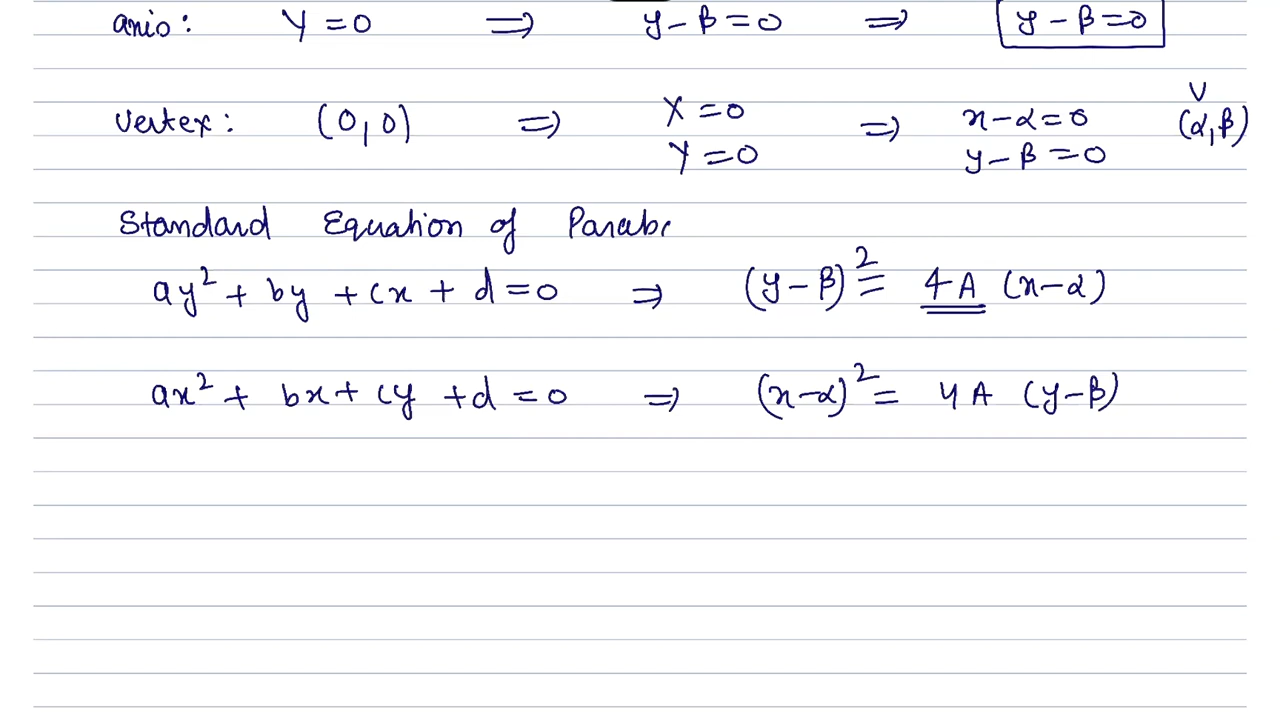 axis: Y = 0 ⟹ y - β = 0 ⟹ y - β = 0
Vertex: (0, 0) ⟹ X = 0 Y = 0 ⟹ x - α = 0 y - β = 0 V (α, β)
Standard Equation of Parabo
ay² + by + cx + d = 0 ⇒ (y - β)² = 4A (x - α)
ax² + bx + cy + d = 0 ⇒ (x - α)² = 4A (y - β)